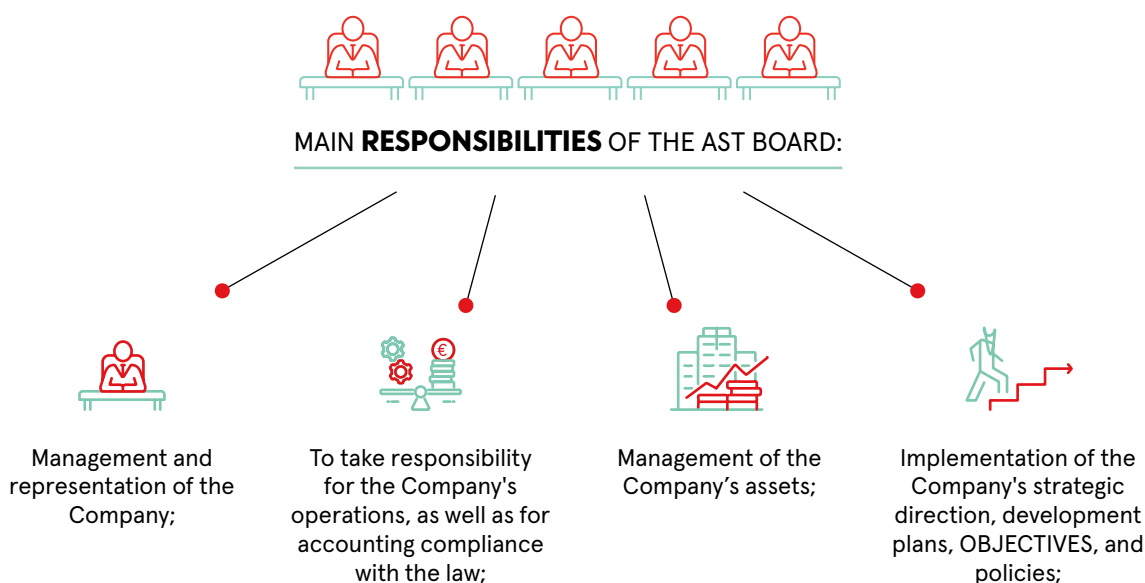 MAIN RESPONSIBILITIES OF THE AST BOARD:
€
Management and
representation of the
Company;
To take responsibility
for the Company's
operations, as well as for
accounting compliance
with the law;
Management of the
Company’s assets;
Implementation of the
Company's strategic
direction, development
plans, OBJECTIVES, and
policies;